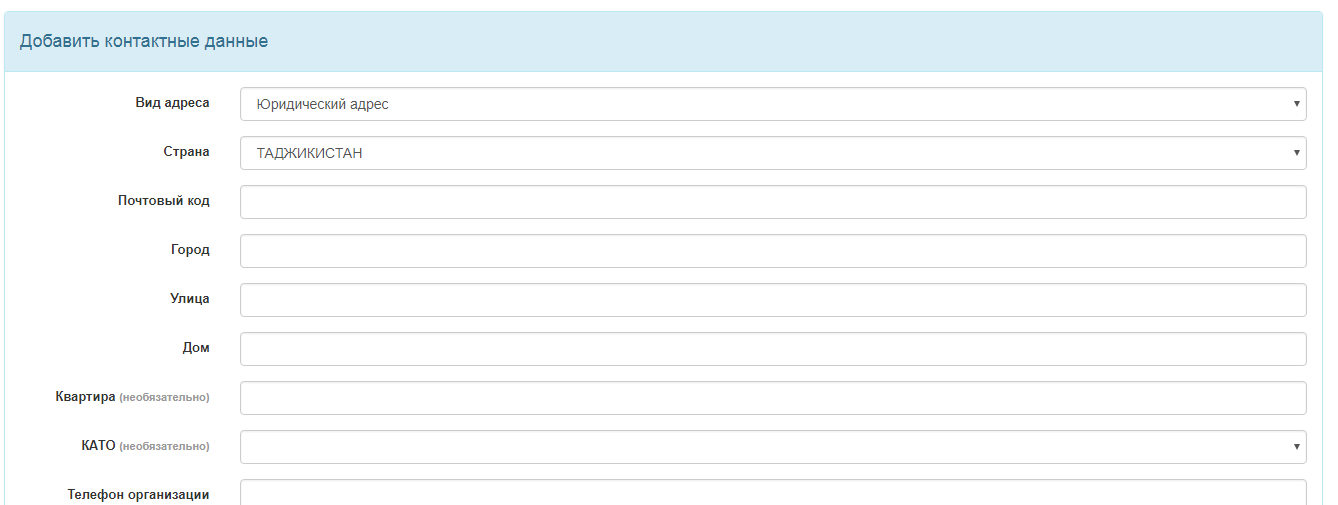 Добавить контактные данные
Вид адреса Юридический адрес
Страна ТАДЖИКИСТАН
Почтовый код
Город
Улица
Дом
Квартира (необязательно)
КАТО (необязательно)
Телефон организации